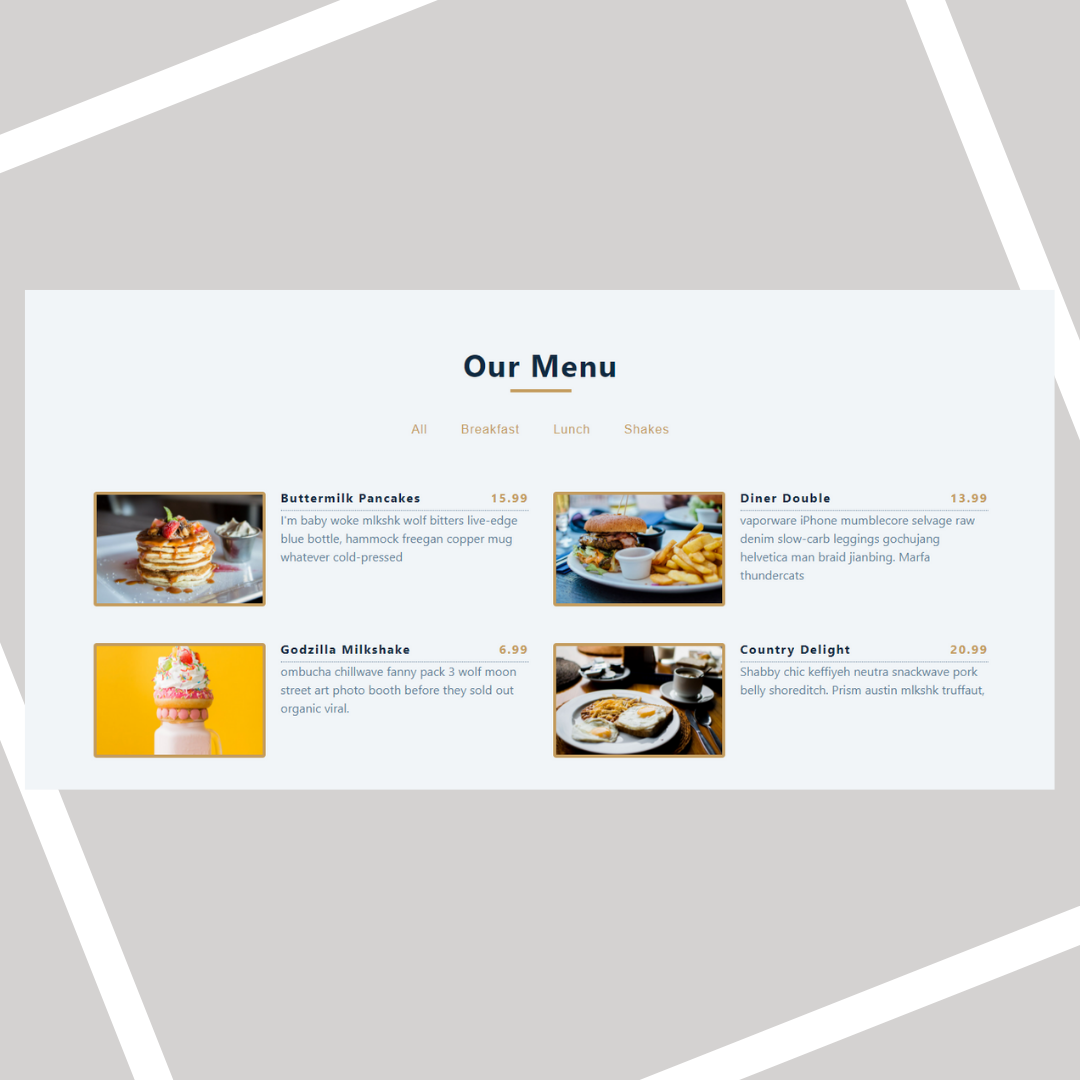 Our Menu
All Breakfast Lunch Shakes
Buttermilk Pancakes 15.99
I'm baby woke mlkshk wolf bitters live-edge
blue bottle, hammock freegan copper mug
whatever cold-pressed
Diner Double 13.99
vaporware iPhone mumblecore selvage raw
denim slow-carb leggings gochujang
helvetica man braid jianbing. Marfa
thundercats
Godzilla Milkshake 6.99
ombucha chillwave fanny pack 3 wolf moon
street art photo booth before they sold out
organic viral.
Country Delight 20.99
Shabby chic keffiyeh neutra snackwave pork
belly shoreditch. Prism austin mlkshk truffaut,